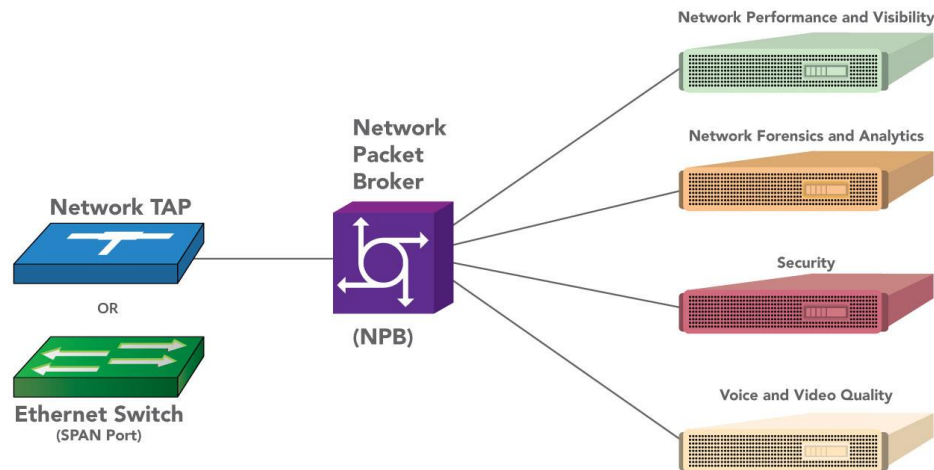 Network TAP
OR
Ethernet Switch
(SPAN Port)
Network
Packet
Broker
(NPB)
Network Performance and Visibility
Network Forensics and Analytics
Security
Voice and Video Quality